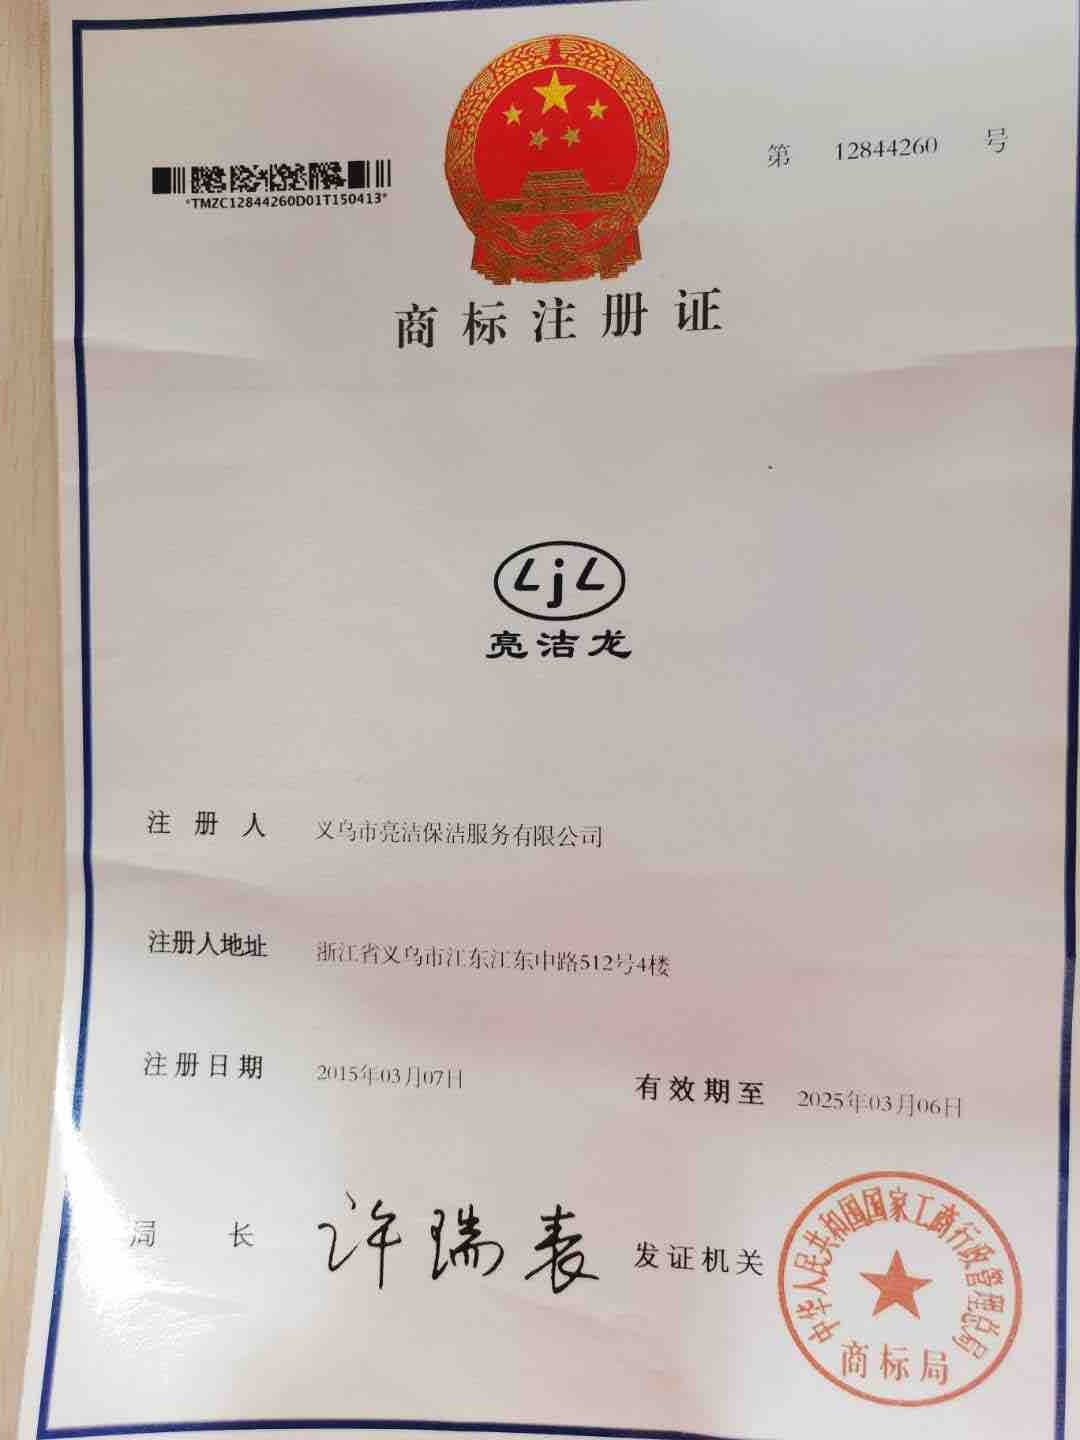 第 12844260 号
*TMZC12844260D01T150413*
商标注册证
LjL
亮洁龙
注册人 义乌市亮洁保洁服务有限公司
注册人地址 浙江省义乌市江东江东中路512号4楼
注册日期 2015年03月07日
有效期至 2025年03月06日
局长 许瑞表
发证机关
中华人民共和国国家工商行政管理总局
商标局